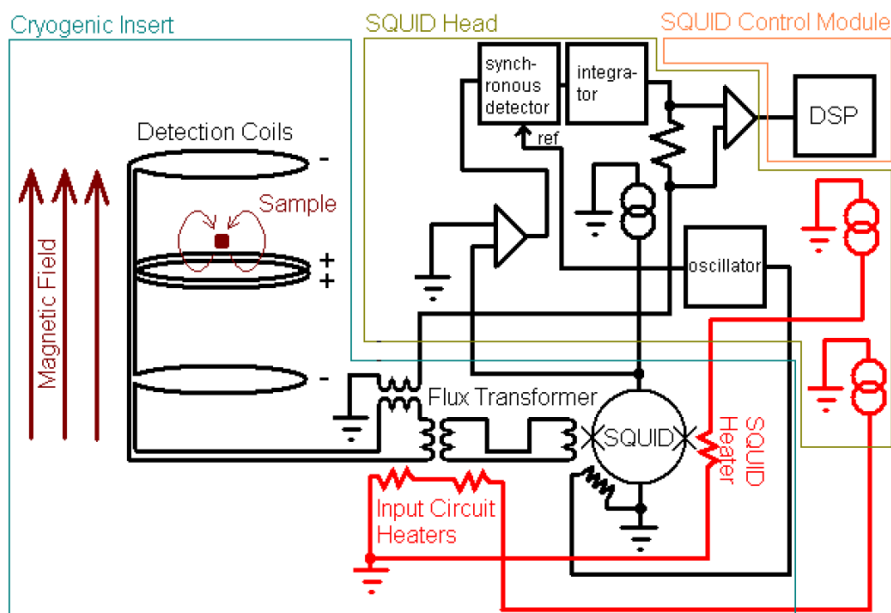 Cryogenic Insert
SQUID Head
SQUID Control Module
synch-
ronous
detector
integra-
tor
DSP
ref
Detection Coils
-
Sample
+
+
Magnetic Field
oscillator
-
Flux Transformer
SQUID
SQUID
Heater
Input Circuit
Heaters